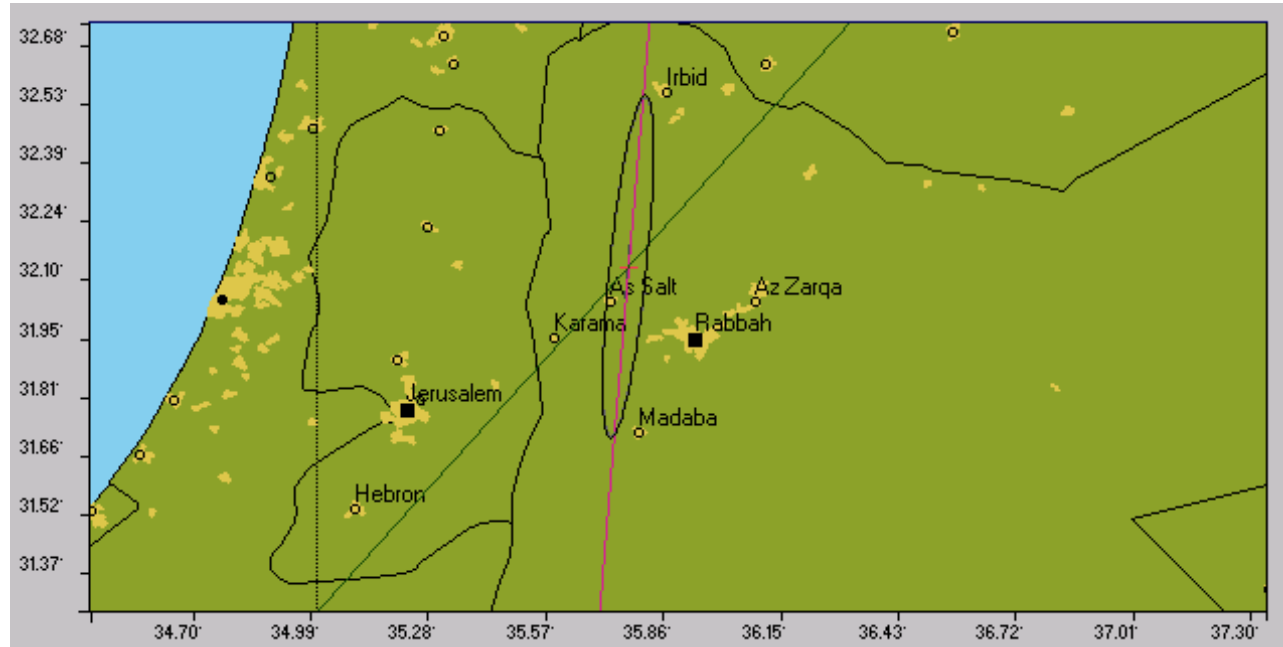 32.68'
32.53'
32.39'
32.24'
32.10'
31.95'
31.81'
31.66'
31.52'
31.37'
Irbid
As Salt
Az Zarqa
Karama
Rabbah
Jerusalem
Madaba
Hebron
34.70'
34.99'
35.28'
35.57'
35.86'
36.15'
36.43'
36.72'
37.01'
37.30'